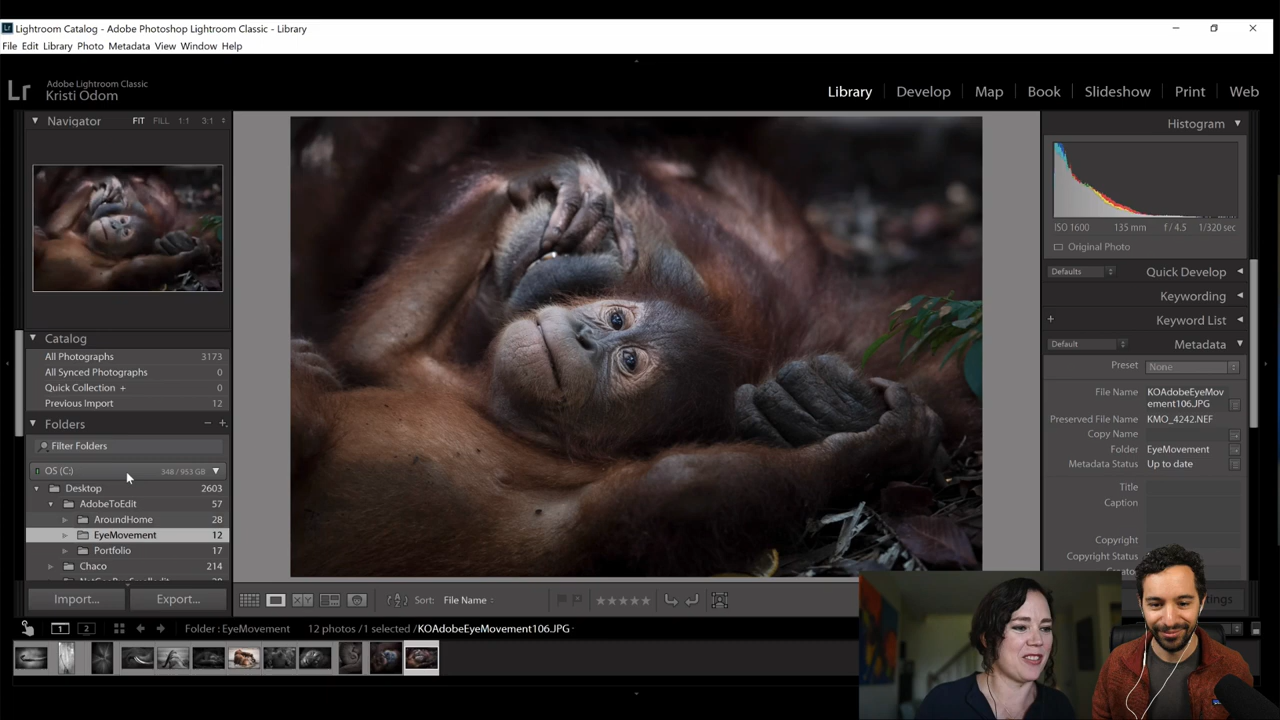 Lightroom Catalog - Adobe Photoshop Lightroom Classic - Library
File Edit Library Photo Metadata View Window Help
Lr
Adobe Lightroom Classic
Kristi Odom
Library Develop Map Book Slideshow Print Web
Navigator FIT FILL 1:1 3:1
Histogram
ISO 1600 135 mm f / 4.5 1/320 sec
Original Photo
Defaults Quick Develop
Keywording
+ Keyword List
Default Metadata
Preset None
File Name KOAdobeEyeMov
ement106.JPG
Preserved File Name KMO_4242.NEF
Copy Name
Folder EyeMovement
Metadata Status Up to date
Title
Caption
Copyright
Copyright Status
Catalog
All Photographs 3173
All Synced Photographs 0
Quick Collection + 0
Previous Import 12
Folders - +
Filter Folders
OS (C:) 348 / 953 GB
Desktop 2603
AdobeToEdit 57
AroundHome 28
EyeMovement 12
Portfolio 17
Chaco 214
Import... Export...
Sort: File Name
1 2 Folder : EyeMovement 12 photos / 1 selected / KOAdobeEyeMovement106.JPG